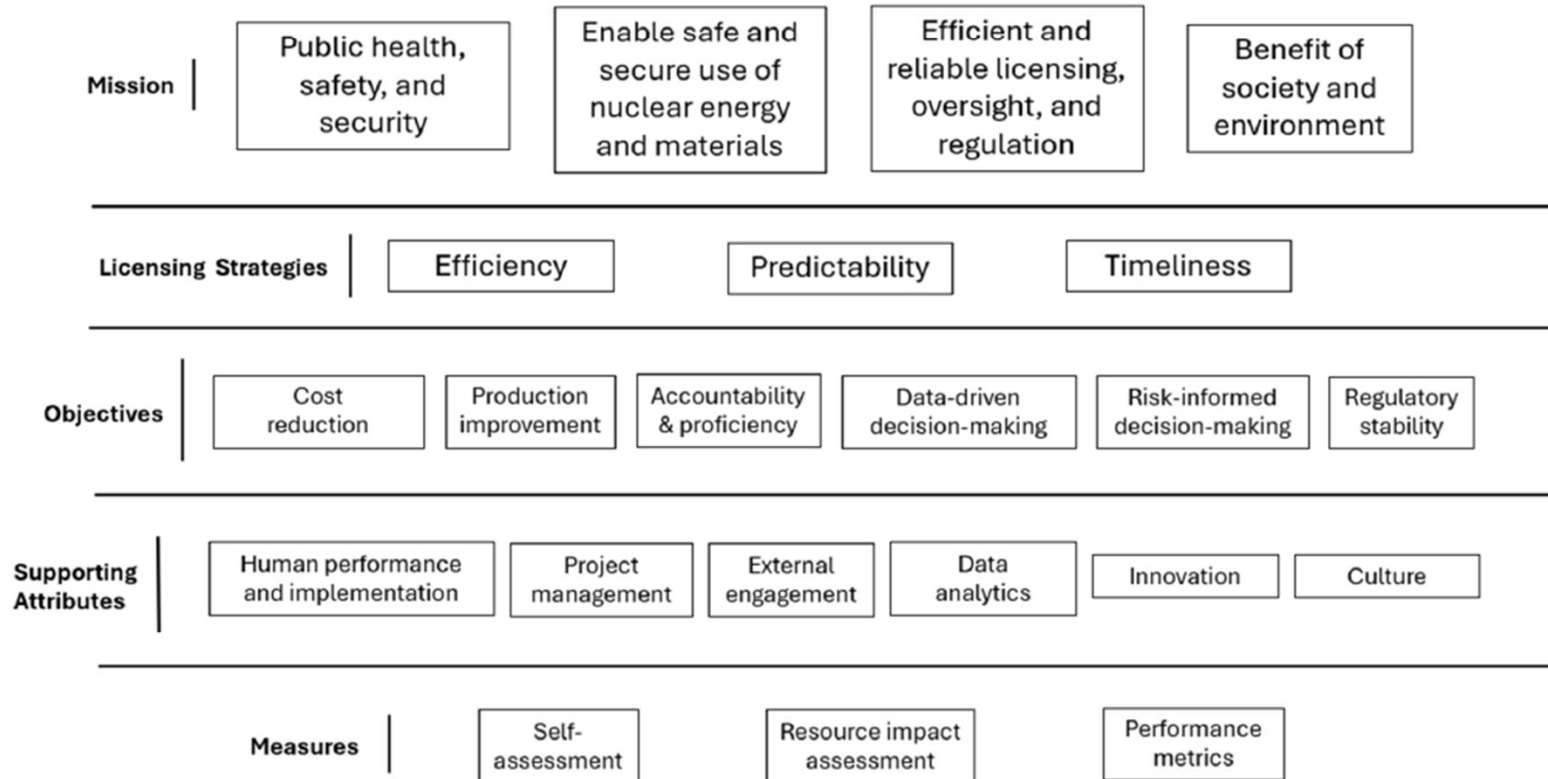 Mission
Public health,
safety, and
security
Enable safe and
secure use of
nuclear energy
and materials
Efficient and
reliable licensing,
oversight, and
regulation
Benefit of
society and
environment
Licensing Strategies
Efficiency
Predictability
Timeliness
Objectives
Cost
reduction
Production
improvement
Accountability
& proficiency
Data-driven
decision-making
Risk-informed
decision-making
Regulatory
stability
Supporting
Attributes
Human performance
and implementation
Project
management
External
engagement
Data
analytics
Innovation
Culture
Measures
Self-
assessment
Resource impact
assessment
Performance
metrics